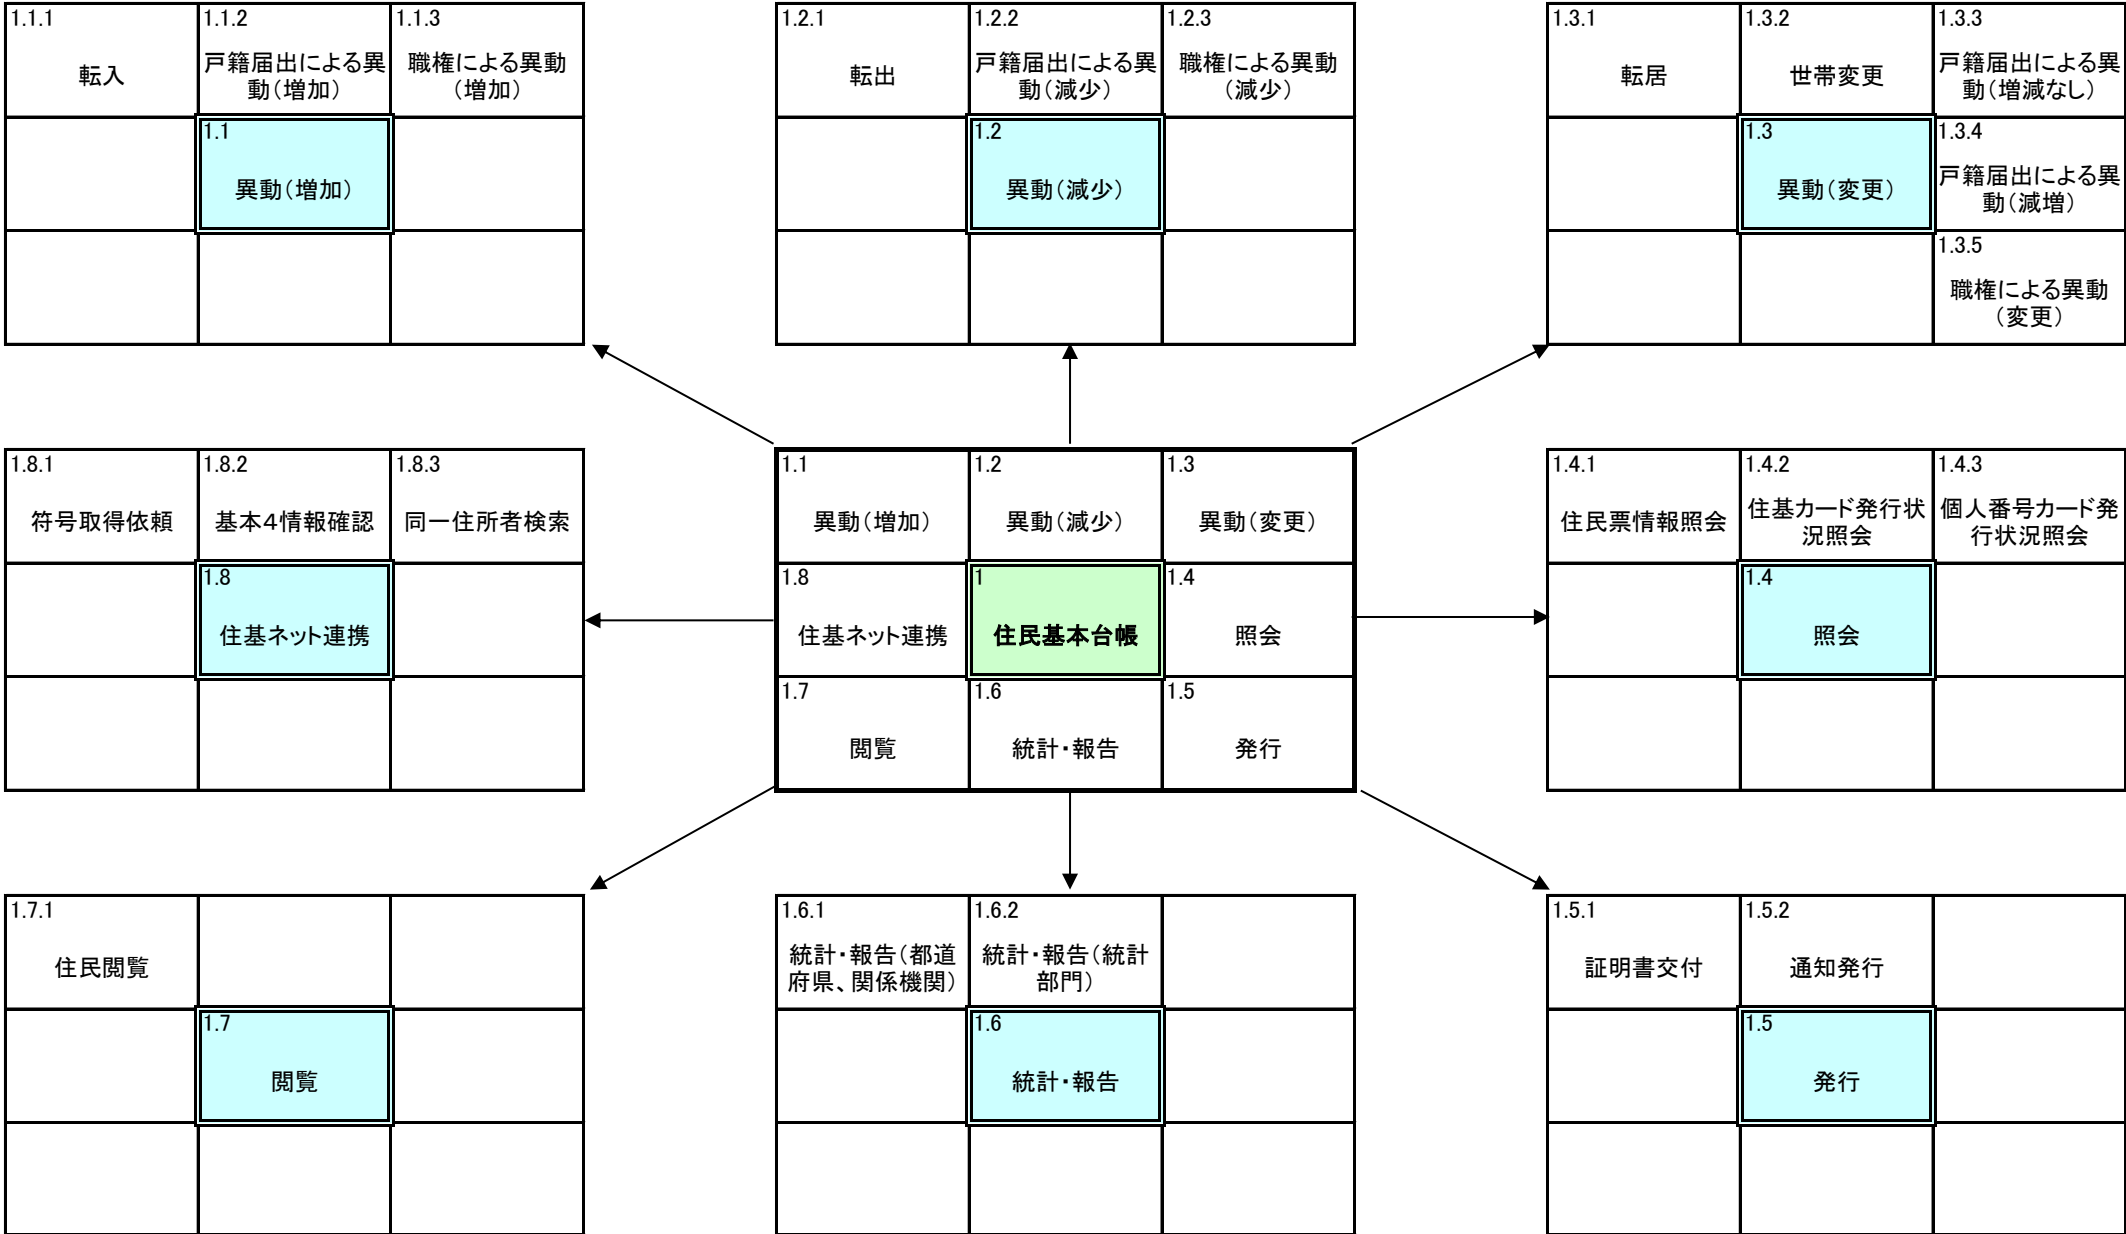 1.1.1
転入
1.1.2
戸籍届出による異
動（増加）
1.1.3
職権による異動
（増加）
1.1
異動（増加）
1.2.1
転出
1.2.2
戸籍届出による異
動（減少）
1.2.3
職権による異動
（減少）
1.2
異動（減少）
1.3.1
転居
1.3.2
世帯変更
1.3.3
戸籍届出による異
動（増減なし）
1.3
異動（変更）
1.3.4
戸籍届出による異
動（減増）
1.3.5
職権による異動
（変更）
1.8.1
符号取得依頼
1.8.2
基本４情報確認
1.8.3
同一住所者検索
1.8
住基ネット連携
1.1
異動（増加）
1.2
異動（減少）
1.3
異動（変更）
1.8
住基ネット連携
1
住民基本台帳
1.4
照会
1.7
閲覧
1.6
統計・報告
1.5
発行
1.4.1
住民票情報照会
1.4.2
住基カード発行状
況照会
1.4.3
個人番号カード発
行状況照会
1.4
照会
1.7.1
住民閲覧
1.7
閲覧
1.6.1
統計・報告（都道
府県、関係機関）
1.6.2
統計・報告（統計
部門）
1.6
統計・報告
1.5.1
証明書交付
1.5.2
通知発行
1.5
発行